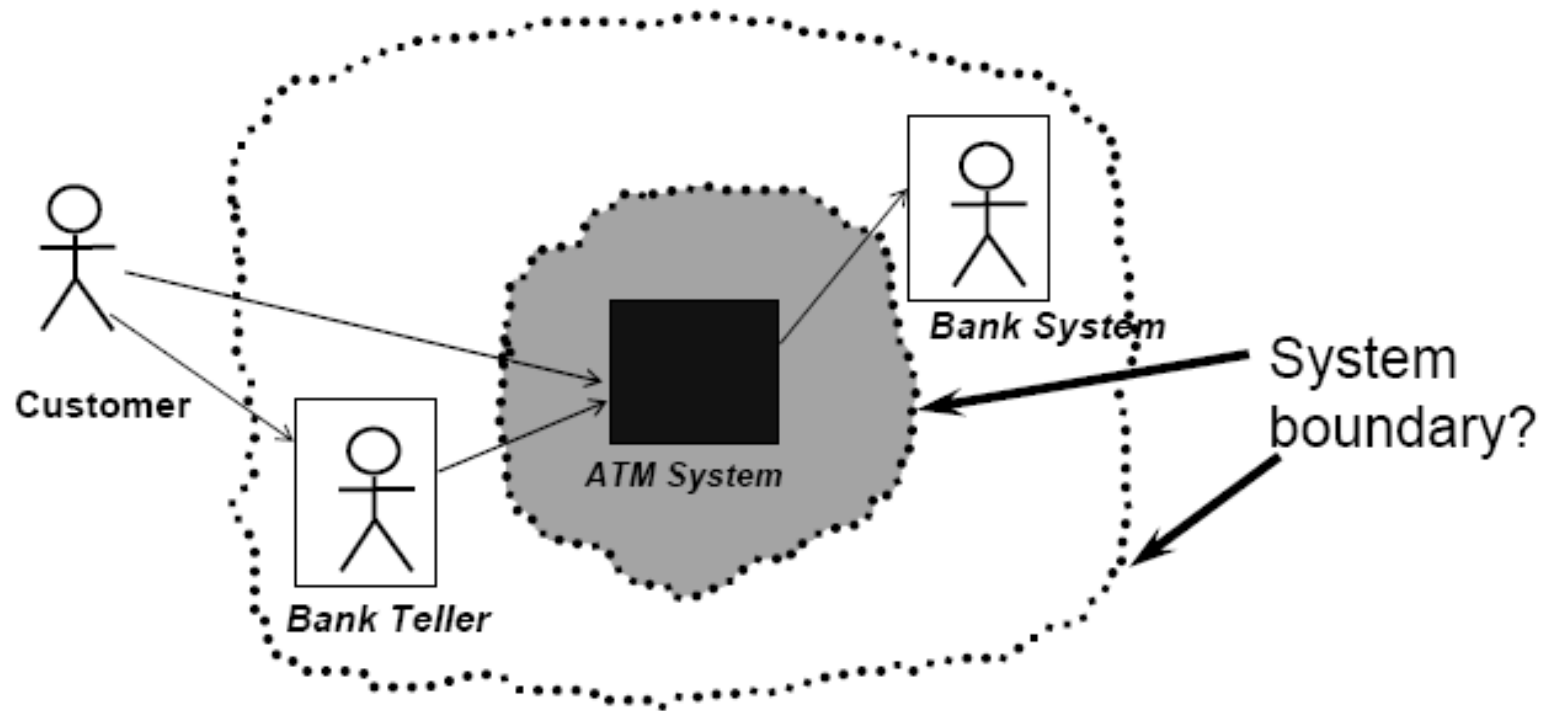 Bank System
System
boundary?
Customer
ATM System
Bank Teller